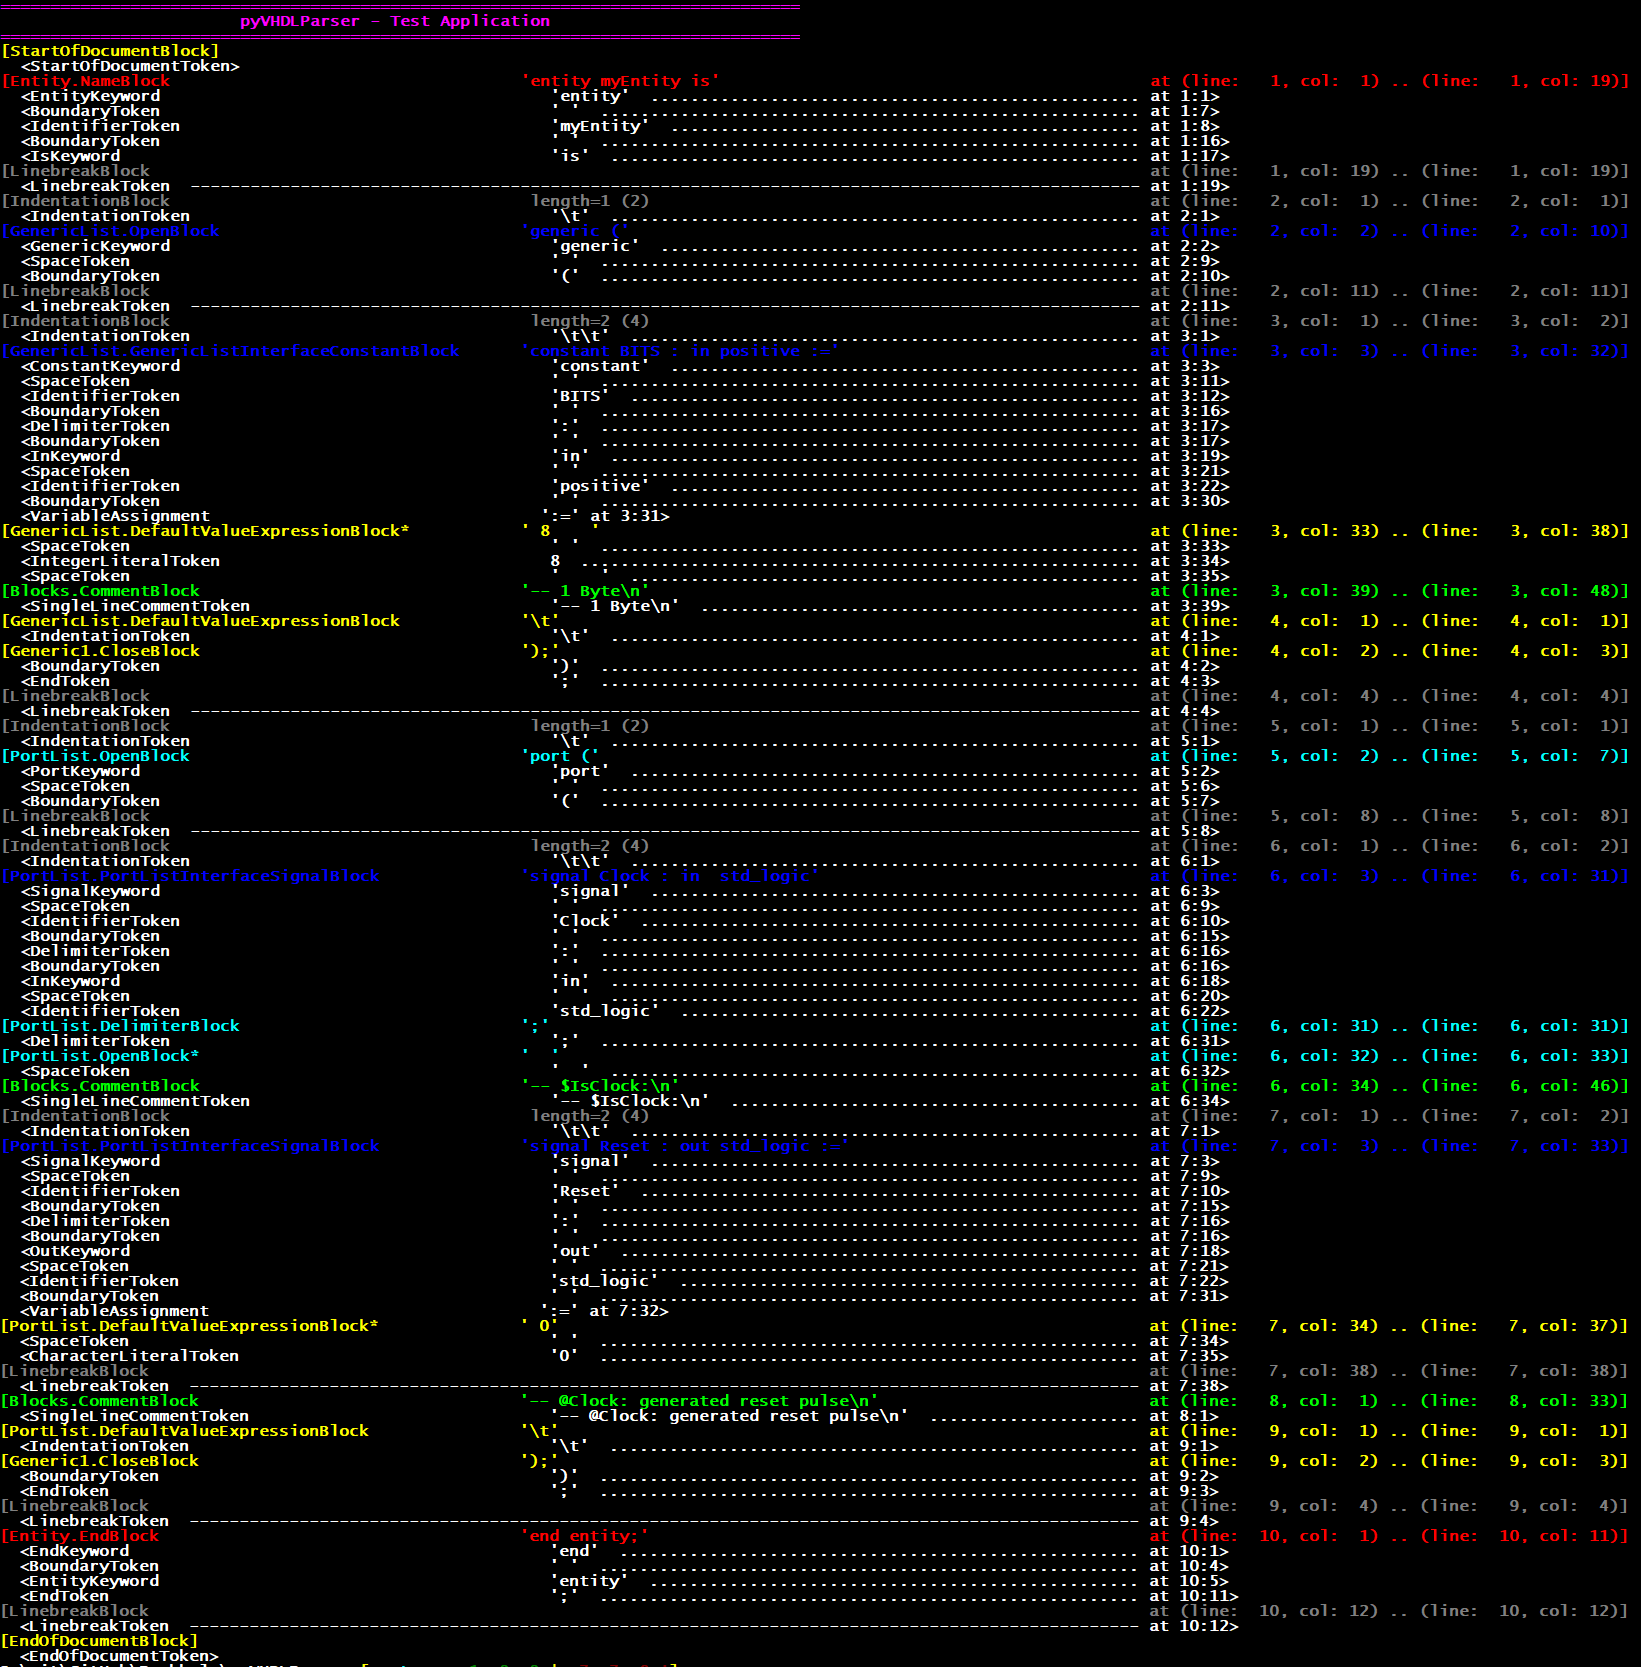 ================================================================================
pyVHDLParser - Test Application
================================================================================
[StartOfDocumentBlock]
  <StartOfDocumentToken>
[Entity.NameBlock 'entity myEntity is' at (line: 1, col: 1) .. (line: 1, col: 19)]
  <EntityKeyword 'entity' ................................................. at 1:1>
  <BoundaryToken ' ' ...................................................... at 1:7>
  <IdentifierToken 'myEntity' ............................................... at 1:8>
  <BoundaryToken ' ' ...................................................... at 1:16>
  <IsKeyword 'is' ..................................................... at 1:17>
[LinebreakBlock at (line: 1, col: 19) .. (line: 1, col: 19)]
  <LinebreakToken ----------------------------------------------------------------------------------------------- at 1:19>
[IndentationBlock length=1 (2) at (line: 2, col: 1) .. (line: 2, col: 1)]
  <IndentationToken '\t' ..................................................... at 2:1>
[GenericList.OpenBlock 'generic (' at (line: 2, col: 2) .. (line: 2, col: 10)]
  <GenericKeyword 'generic' ................................................ at 2:2>
  <SpaceToken ' ' ...................................................... at 2:9>
  <BoundaryToken '(' ...................................................... at 2:10>
[LinebreakBlock at (line: 2, col: 11) .. (line: 2, col: 11)]
  <LinebreakToken ----------------------------------------------------------------------------------------------- at 2:11>
[IndentationBlock length=2 (4) at (line: 3, col: 1) .. (line: 3, col: 2)]
  <IndentationToken '\t\t' ................................................... at 3:1>
[GenericList.GenericListInterfaceConstantBlock 'constant BITS : in positive :=' at (line: 3, col: 3) .. (line: 3, col: 32)]
  <ConstantKeyword 'constant' ............................................... at 3:3>
  <SpaceToken ' ' ...................................................... at 3:11>
  <IdentifierToken 'BITS' ................................................... at 3:12>
  <BoundaryToken ' ' ...................................................... at 3:16>
  <DelimiterToken ':' ...................................................... at 3:17>
  <BoundaryToken ' ' ...................................................... at 3:17>
  <InKeyword 'in' ..................................................... at 3:19>
  <SpaceToken ' ' ...................................................... at 3:21>
  <IdentifierToken 'positive' ............................................... at 3:22>
  <BoundaryToken ' ' ...................................................... at 3:30>
  <VariableAssignment ':=' at 3:31>
[GenericList.DefaultValueExpressionBlock* ' 8    ' at (line: 3, col: 33) .. (line: 3, col: 38)]
  <SpaceToken ' ' ...................................................... at 3:33>
  <IntegerLiteralToken 8 ........................................................ at 3:34>
  <SpaceToken '    ' ................................................... at 3:35>
[Blocks.CommentBlock '-- 1 Byte\n' at (line: 3, col: 39) .. (line: 3, col: 48)]
  <SingleLineCommentToken '-- 1 Byte\n' ............................................ at 3:39>
[GenericList.DefaultValueExpressionBlock '\t' at (line: 4, col: 1) .. (line: 4, col: 1)]
  <IndentationToken '\t' ..................................................... at 4:1>
[Generic1.CloseBlock ');' at (line: 4, col: 2) .. (line: 4, col: 3)]
  <BoundaryToken ')' ...................................................... at 4:2>
  <EndToken ';' ...................................................... at 4:3>
[LinebreakBlock at (line: 4, col: 4) .. (line: 4, col: 4)]
  <LinebreakToken ----------------------------------------------------------------------------------------------- at 4:4>
[IndentationBlock length=1 (2) at (line: 5, col: 1) .. (line: 5, col: 1)]
  <IndentationToken '\t' ..................................................... at 5:1>
[PortList.OpenBlock 'port (' at (line: 5, col: 2) .. (line: 5, col: 7)]
  <PortKeyword 'port' ................................................... at 5:2>
  <SpaceToken ' ' ...................................................... at 5:6>
  <BoundaryToken '(' ...................................................... at 5:7>
[LinebreakBlock at (line: 5, col: 8) .. (line: 5, col: 8)]
  <LinebreakToken ----------------------------------------------------------------------------------------------- at 5:8>
[IndentationBlock length=2 (4) at (line: 6, col: 1) .. (line: 6, col: 2)]
  <IndentationToken '\t\t' ................................................... at 6:1>
[PortList.PortListInterfaceSignalBlock 'signal Clock : in  std_logic' at (line: 6, col: 3) .. (line: 6, col: 31)]
  <SignalKeyword 'signal' ................................................. at 6:3>
  <SpaceToken ' ' ...................................................... at 6:9>
  <IdentifierToken 'Clock' .................................................. at 6:10>
  <BoundaryToken ' ' ...................................................... at 6:15>
  <DelimiterToken ':' ...................................................... at 6:16>
  <BoundaryToken ' ' ...................................................... at 6:16>
  <InKeyword 'in' ..................................................... at 6:18>
  <SpaceToken '  ' ..................................................... at 6:20>
  <IdentifierToken 'std_logic' .............................................. at 6:22>
[PortList.DelimiterBlock ';' at (line: 6, col: 31) .. (line: 6, col: 31)]
  <DelimiterToken ';' ...................................................... at 6:31>
[PortList.OpenBlock* '  ' at (line: 6, col: 32) .. (line: 6, col: 33)]
  <SpaceToken '  ' ..................................................... at 6:32>
[Blocks.CommentBlock '-- $IsClock:\n' at (line: 6, col: 34) .. (line: 6, col: 46)]
  <SingleLineCommentToken '-- $IsClock:\n' ......................................... at 6:34>
[IndentationBlock length=2 (4) at (line: 7, col: 1) .. (line: 7, col: 2)]
  <IndentationToken '\t\t' ................................................... at 7:1>
[PortList.PortListInterfaceSignalBlock 'signal Reset : out std_logic :=' at (line: 7, col: 3) .. (line: 7, col: 33)]
  <SignalKeyword 'signal' ................................................. at 7:3>
  <SpaceToken ' ' ...................................................... at 7:9>
  <IdentifierToken 'Reset' .................................................. at 7:10>
  <BoundaryToken ' ' ...................................................... at 7:15>
  <DelimiterToken ':' ...................................................... at 7:16>
  <BoundaryToken ' ' ...................................................... at 7:16>
  <OutKeyword 'out' .................................................... at 7:18>
  <SpaceToken ' ' ...................................................... at 7:21>
  <IdentifierToken 'std_logic' .............................................. at 7:22>
  <BoundaryToken ' ' ...................................................... at 7:31>
  <VariableAssignment ':=' at 7:32>
[PortList.DefaultValueExpressionBlock* ' 0' at (line: 7, col: 34) .. (line: 7, col: 37)]
  <SpaceToken ' ' ...................................................... at 7:34>
  <CharacterLiteralToken '0' ...................................................... at 7:35>
[LinebreakBlock at (line: 7, col: 38) .. (line: 7, col: 38)]
  <LinebreakToken ----------------------------------------------------------------------------------------------- at 7:38>
[Blocks.CommentBlock '-- @Clock: generated reset pulse\n' at (line: 8, col: 1) .. (line: 8, col: 33)]
  <SingleLineCommentToken '-- @Clock: generated reset pulse\n' ..................... at 8:1>
[PortList.DefaultValueExpressionBlock '\t' at (line: 9, col: 1) .. (line: 9, col: 1)]
  <IndentationToken '\t' ..................................................... at 9:1>
[Generic1.CloseBlock ');' at (line: 9, col: 2) .. (line: 9, col: 3)]
  <BoundaryToken ')' ...................................................... at 9:2>
  <EndToken ';' ...................................................... at 9:3>
[LinebreakBlock at (line: 9, col: 4) .. (line: 9, col: 4)]
  <LinebreakToken ----------------------------------------------------------------------------------------------- at 9:4>
[Entity.EndBlock 'end entity;' at (line: 10, col: 1) .. (line: 10, col: 11)]
  <EndKeyword 'end' .................................................... at 10:1>
  <BoundaryToken ' ' ...................................................... at 10:4>
  <EntityKeyword 'entity' ................................................. at 10:5>
  <EndToken ';' ...................................................... at 10:11>
[LinebreakBlock at (line: 10, col: 12) .. (line: 10, col: 12)]
  <LinebreakToken ----------------------------------------------------------------------------------------------- at 10:12>
[EndOfDocumentBlock]
  <EndOfDocumentToken>